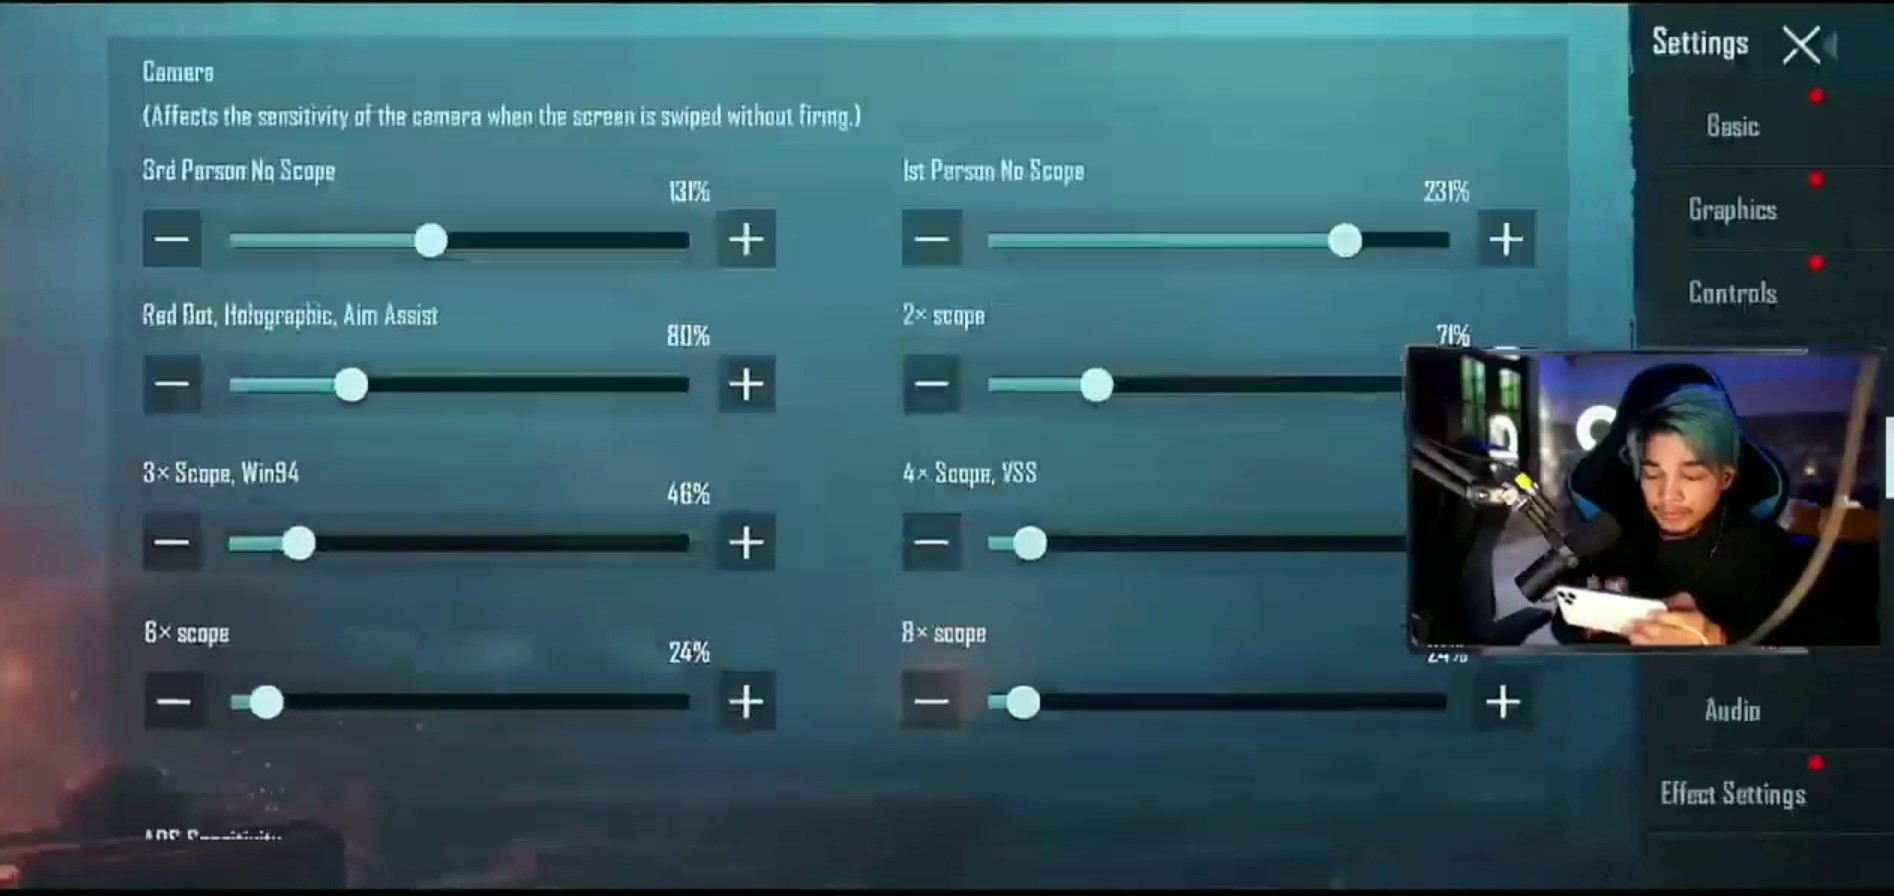 Settings
Camera
(Affects the sensitivity of the camera when the screen is swiped without firing.)
3rd Person No Scope
131%
1st Person No Scope
231%
Red Dot, Holographic, Aim Assist
80%
2× scope
71%
3× Scope, Win94
46%
4× Scope, VSS
6× scope
24%
8× scope
24%
Basic
Graphics
Controls
Audio
Effect Settings